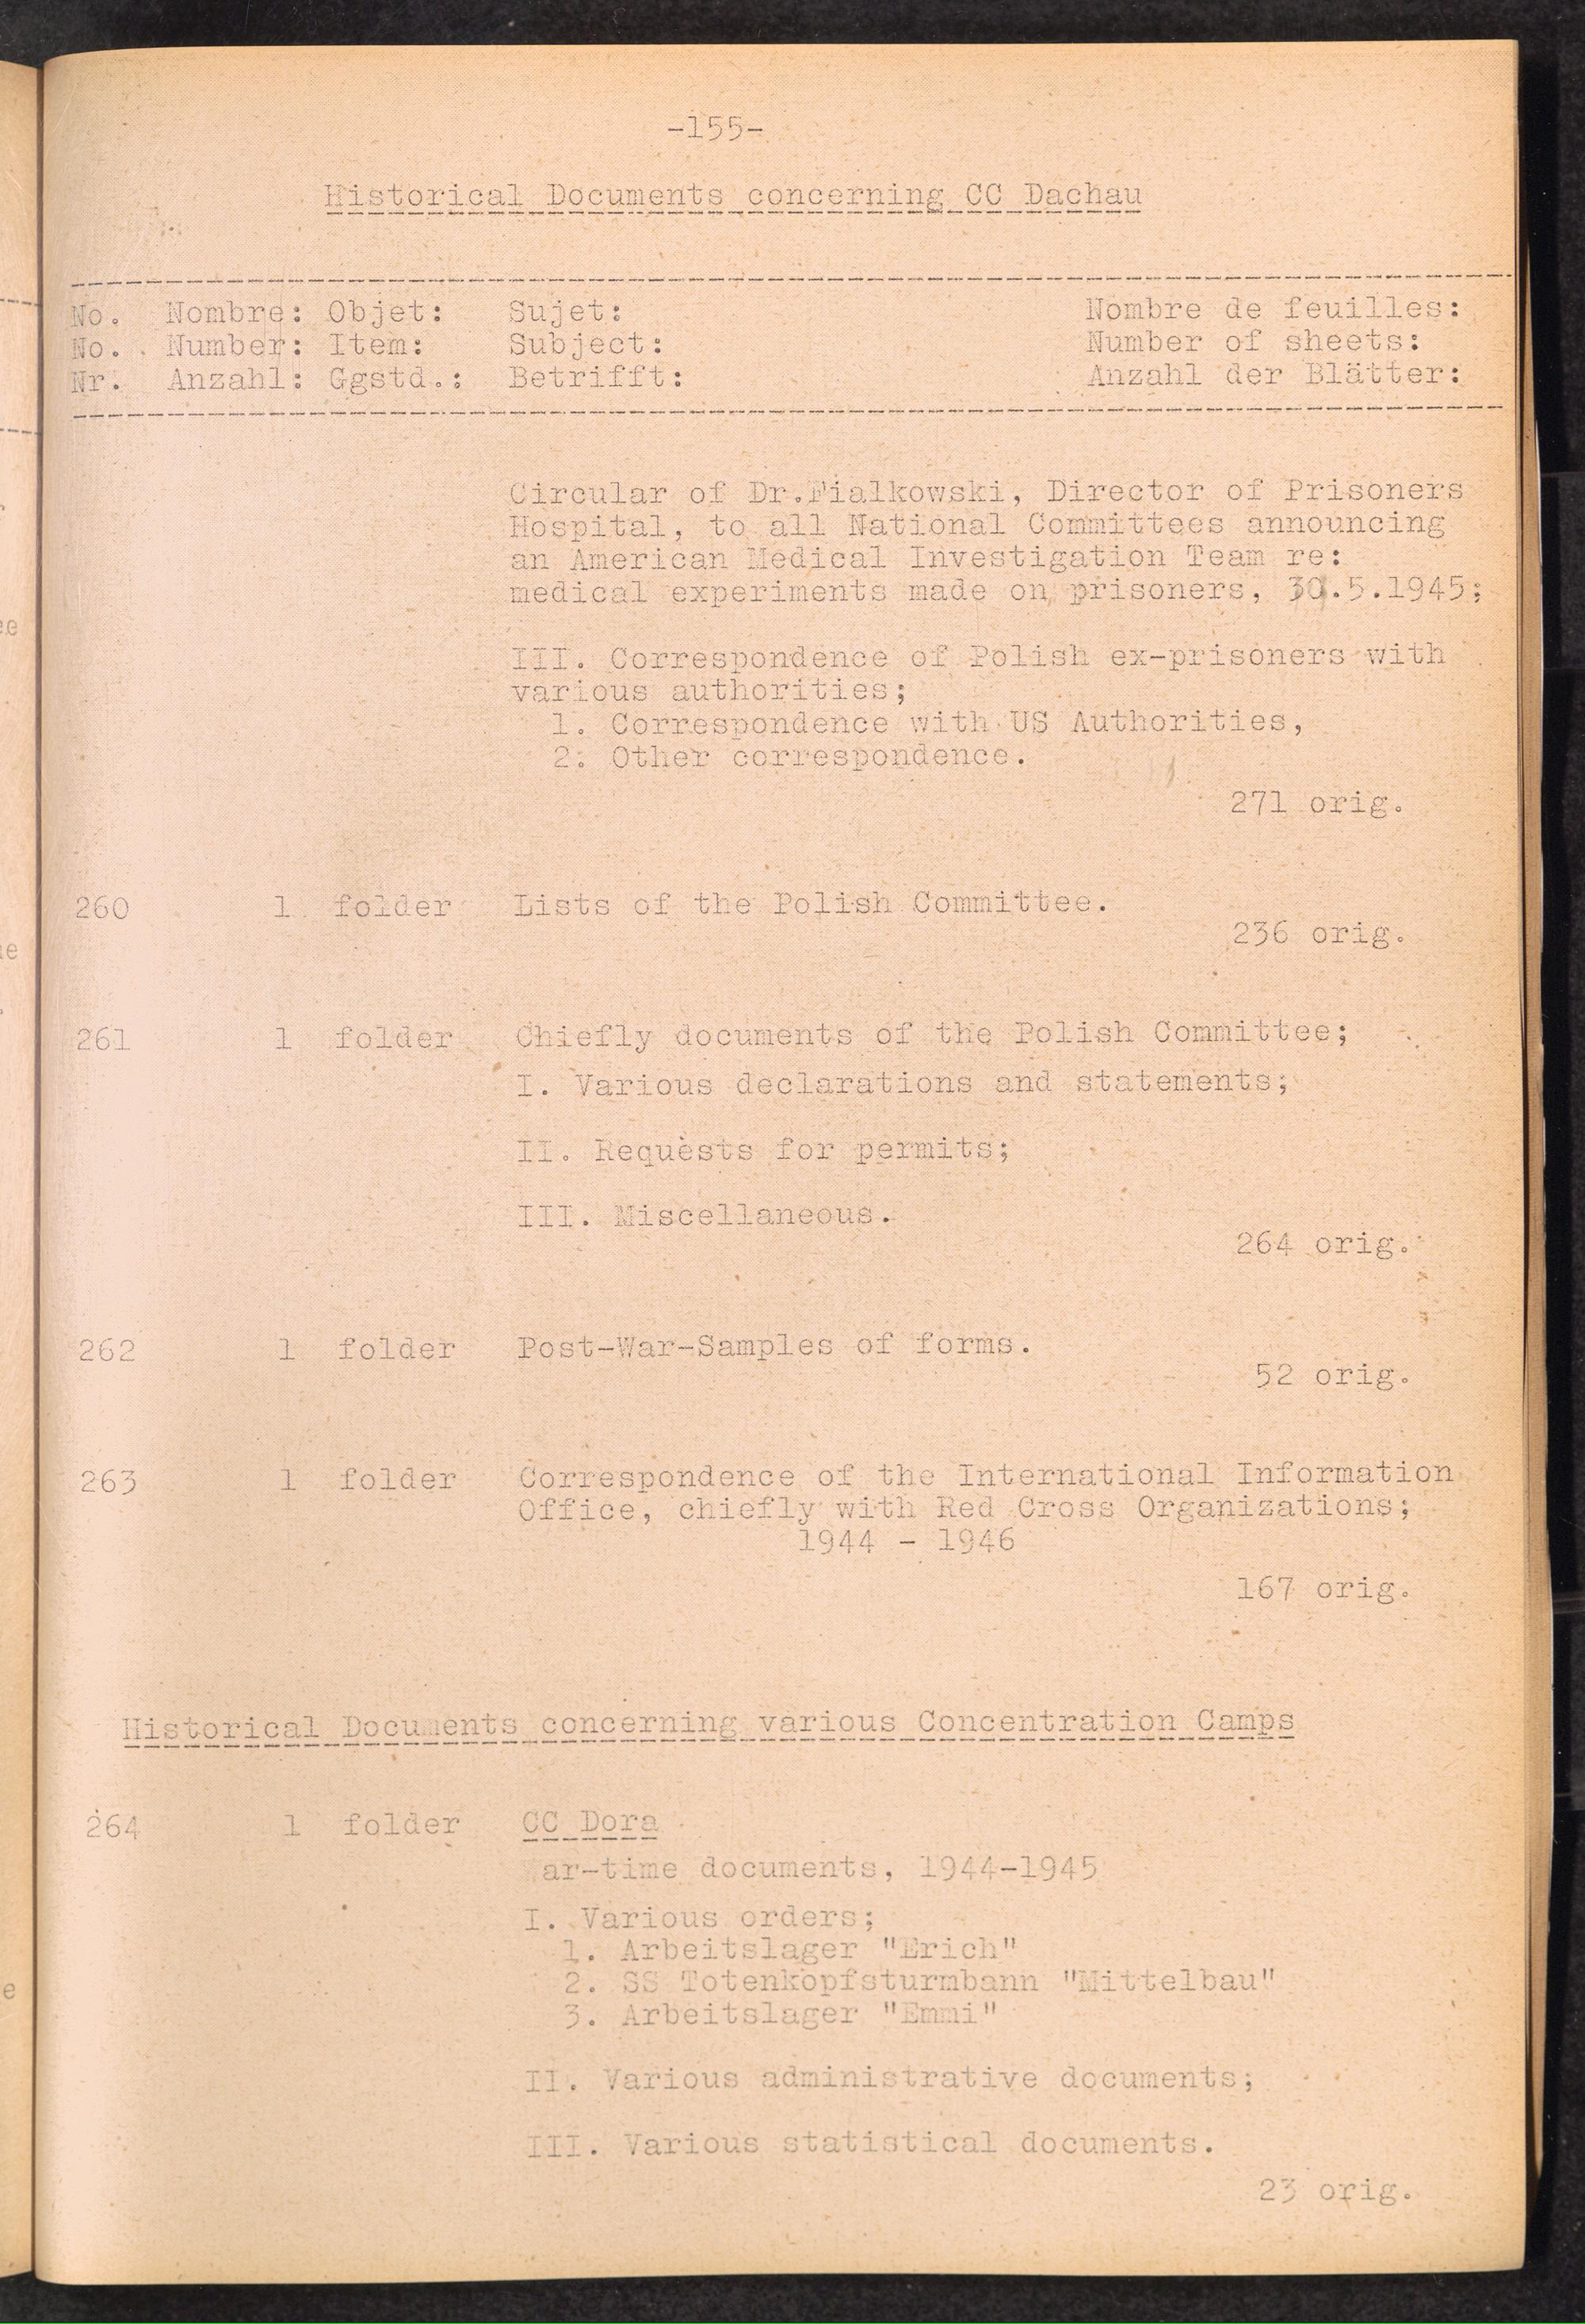 -155-
Historical Documents concerning CC Dachau
No. Nombre: Objet: Sujet: Nombre de feuilles:
No. Number: Item: Subject: Number of sheets:
Nr. Anzahl: Ggstd.: Betrifft: Anzahl der Blätter:
Circular of Dr.Fialkowski, Director of Prisoners
Hospital, to all National Committees announcing
an American Medical Investigation Team re:
medical experiments made on prisoners, 30.5.1945;
III. Correspondence of Polish ex-prisoners with
various authorities;
1. Correspondence with US Authorities,
2. Other correspondence.
271 orig.
260 1 folder Lists of the Polish Committee.
236 orig.
261 1 folder Chiefly documents of the Polish Committee;
I. Various declarations and statements;
II. Requests for permits;
III. Miscellaneous.
264 orig.
262 1 folder Post-War-Samples of forms.
52 orig.
263 1 folder Correspondence of the International Information
Office, chiefly with Red Cross Organizations;
1944 - 1946
167 orig.
Historical Documents concerning various Concentration Camps
264 1 folder CC Dora
War-time documents, 1944-1945
I. Various orders;
1. Arbeitslager "Erich"
2. SS Totenkopfsturmbann "Mittelbau"
3. Arbeitslager "Emmi"
II. Various administrative documents;
III. Various statistical documents.
23 orig.